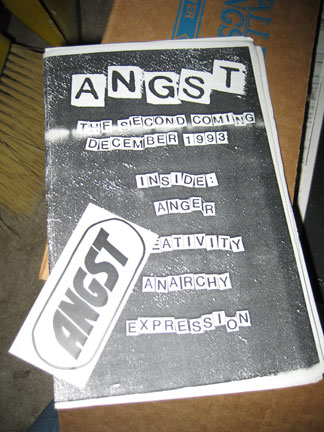 ANGST
THE SECOND COMING
DECEMBER 1993
INSIDE:
ANGER
EATIVITY
ANARCHY
EXPRESSION
ANGST